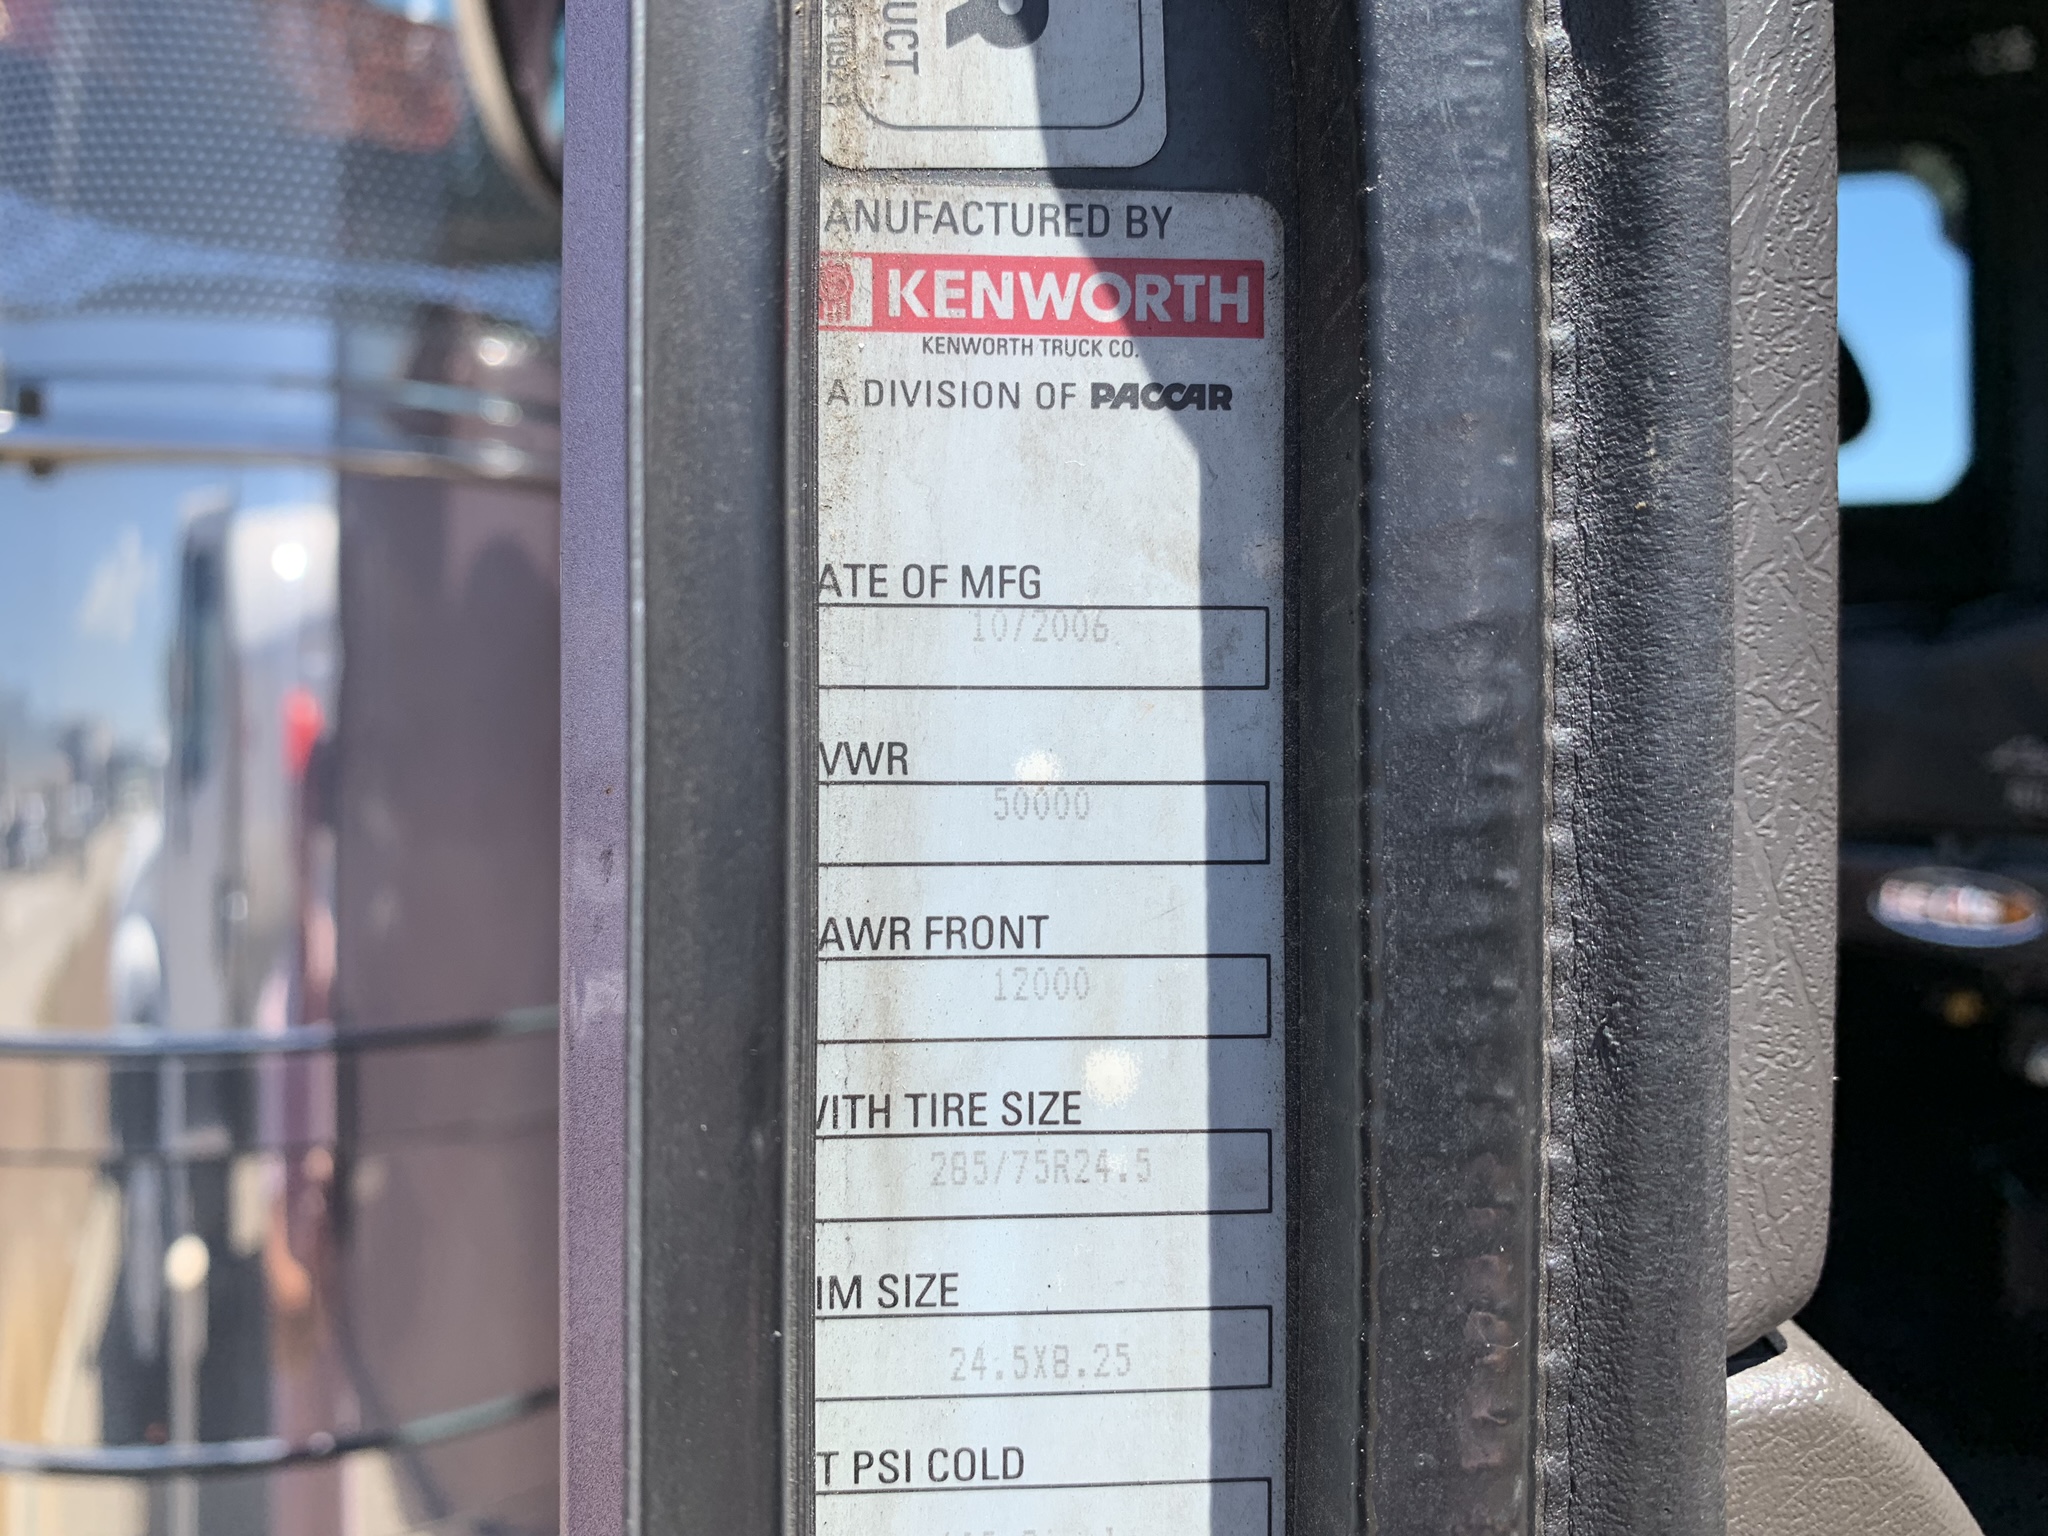 UCT
R
ANUFACTURED BY
KENWORTH
KENWORTH TRUCK CO.
A DIVISION OF PACCAR
ATE OF MFG
10/2006
VWR
50000
AWR FRONT
12000
WITH TIRE SIZE
285/75R24.5
IM SIZE
24.5X8.25
T PSI COLD